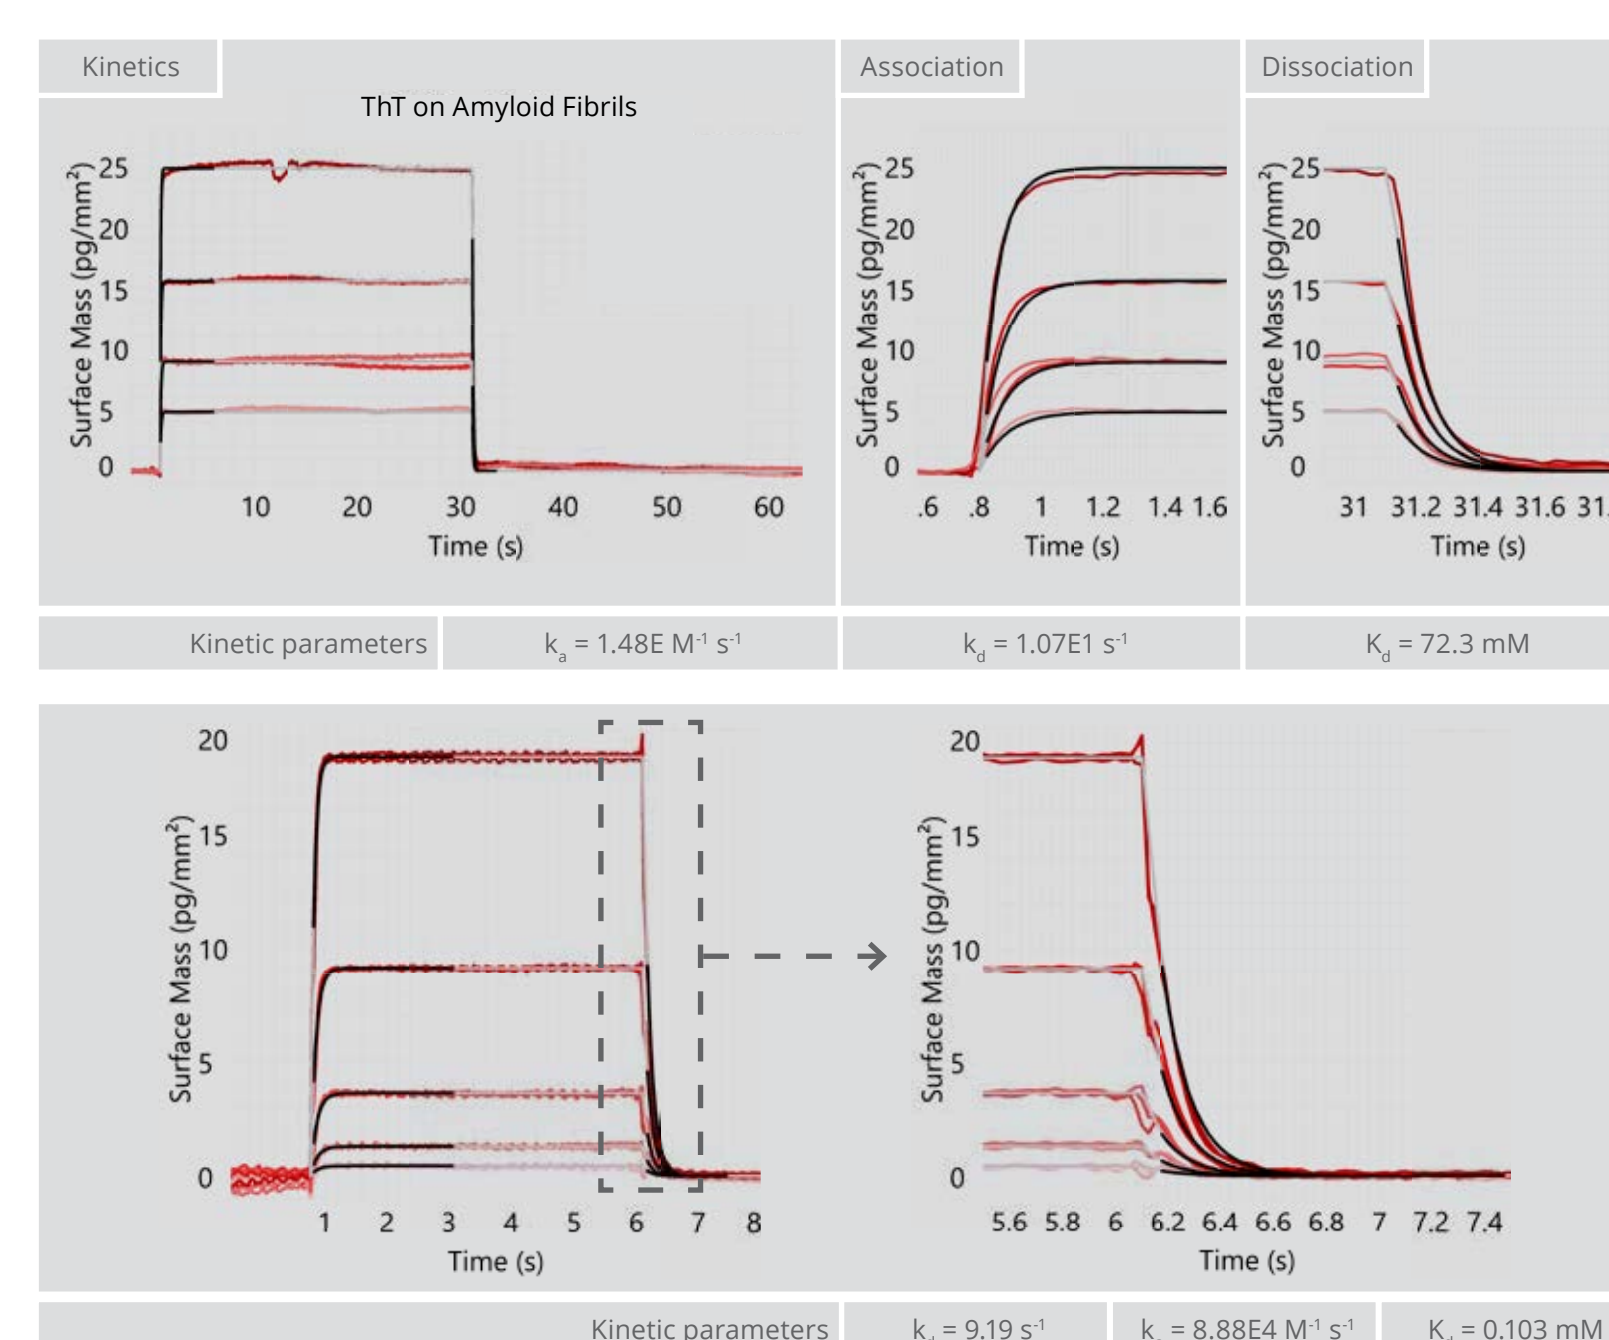 Kinetics
Association
Dissociation
ThT on Amyloid Fibrils
Surface Mass (pg/mm²)
25
20
15
10
5
0
10 20 30 40 50 60
Time (s)
Surface Mass (pg/mm²)
25
20
15
10
5
0
.6 .8 1 1.2 1.4 1.6
Time (s)
Surface Mass (pg/mm²)
25
20
15
10
5
0
31 31.2 31.4 31.6 31.
Time (s)
Kinetic parameters
kₐ = 1.48E M⁻¹ s⁻¹
k_d = 1.07E1 s⁻¹
K_d = 72.3 mM
Surface Mass (pg/mm²)
20
15
10
5
0
1 2 3 4 5 6 7 8
Time (s)
Surface Mass (pg/mm²)
20
15
10
5
0
5.6 5.8 6 6.2 6.4 6.6 6.8 7 7.2 7.4
Time (s)
Kinetic parameters
k_d = 9.19 s⁻¹
k = 8.88E4 M⁻¹ s⁻¹
K_d = 0.103 mM